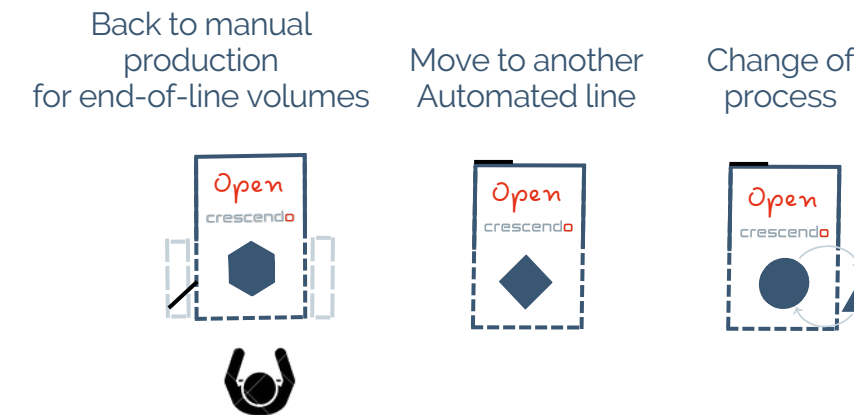 Back to manual
production
for end-of-line volumes
Move to another
Automated line
Change of
process
Open
crescendo
Open
crescendo
Open
crescendo